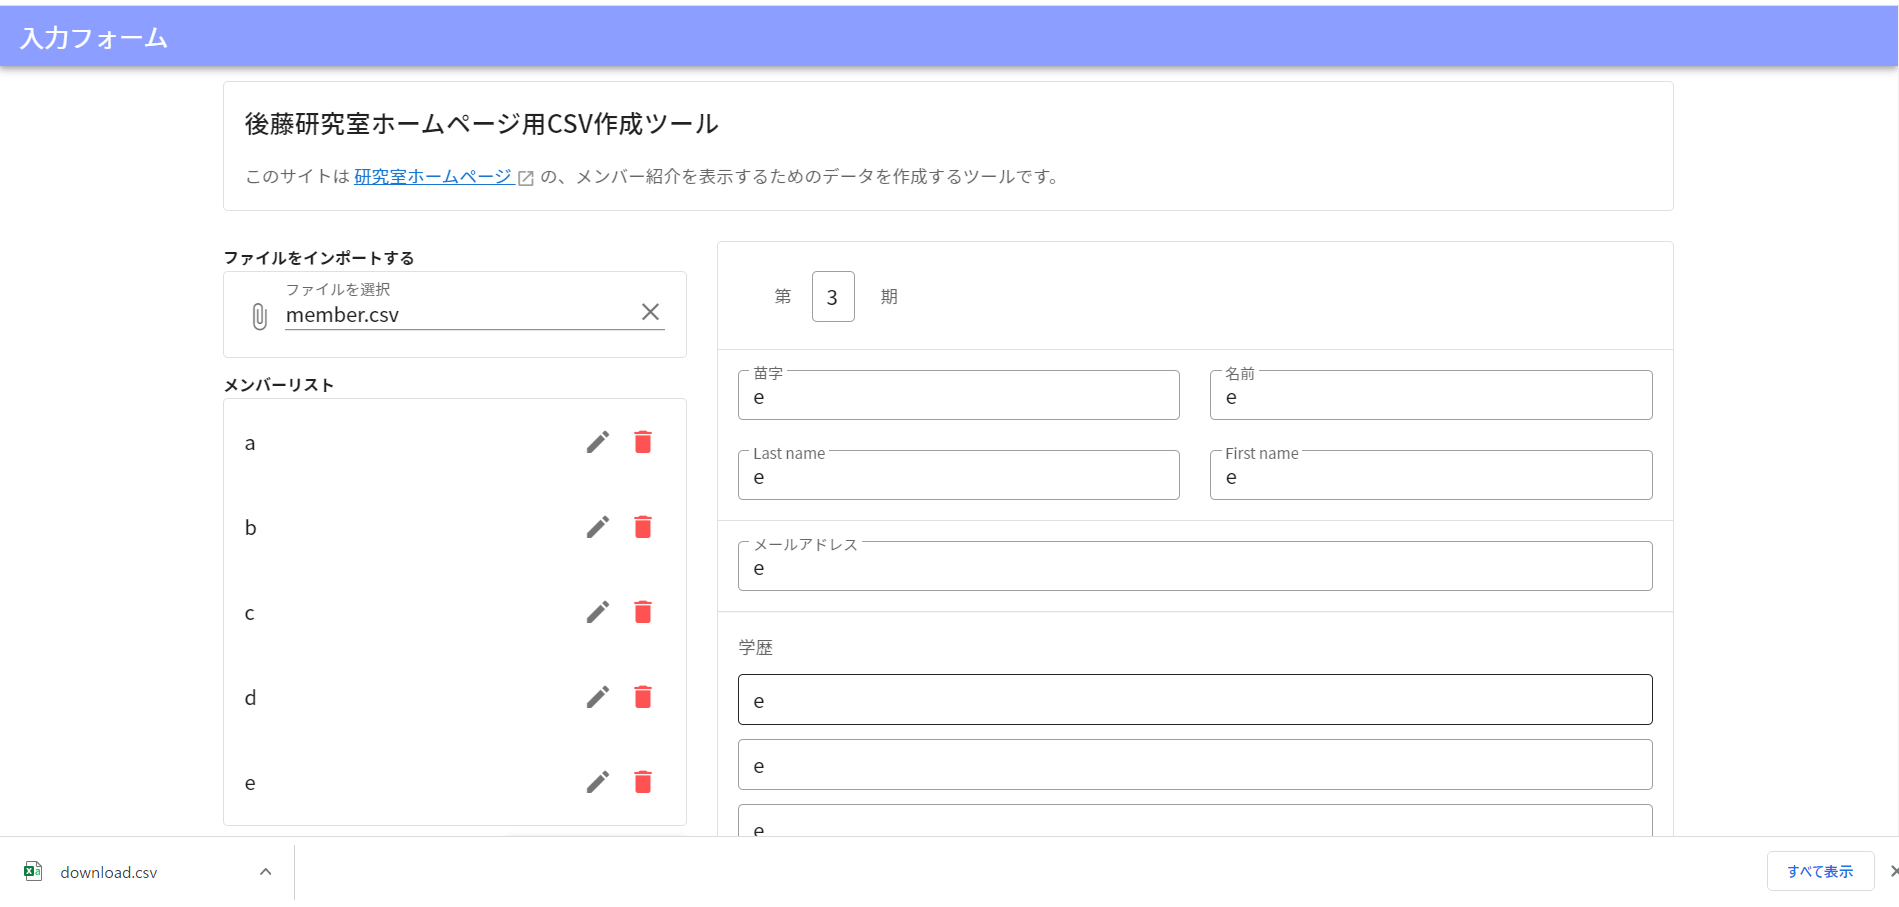 入力フォーム
後藤研究室ホームページ用CSV作成ツール
このサイトは 研究室ホームページ の、メンバー紹介を表示するためのデータを作成するツールです。
ファイルをインポートする
ファイルを選択
member.csv
メンバーリスト
a
b
c
d
e
第 3 期
苗字
e
名前
e
Last name
e
First name
e
メールアドレス
e
学歴
e
e
e
download.csv
すべて表示